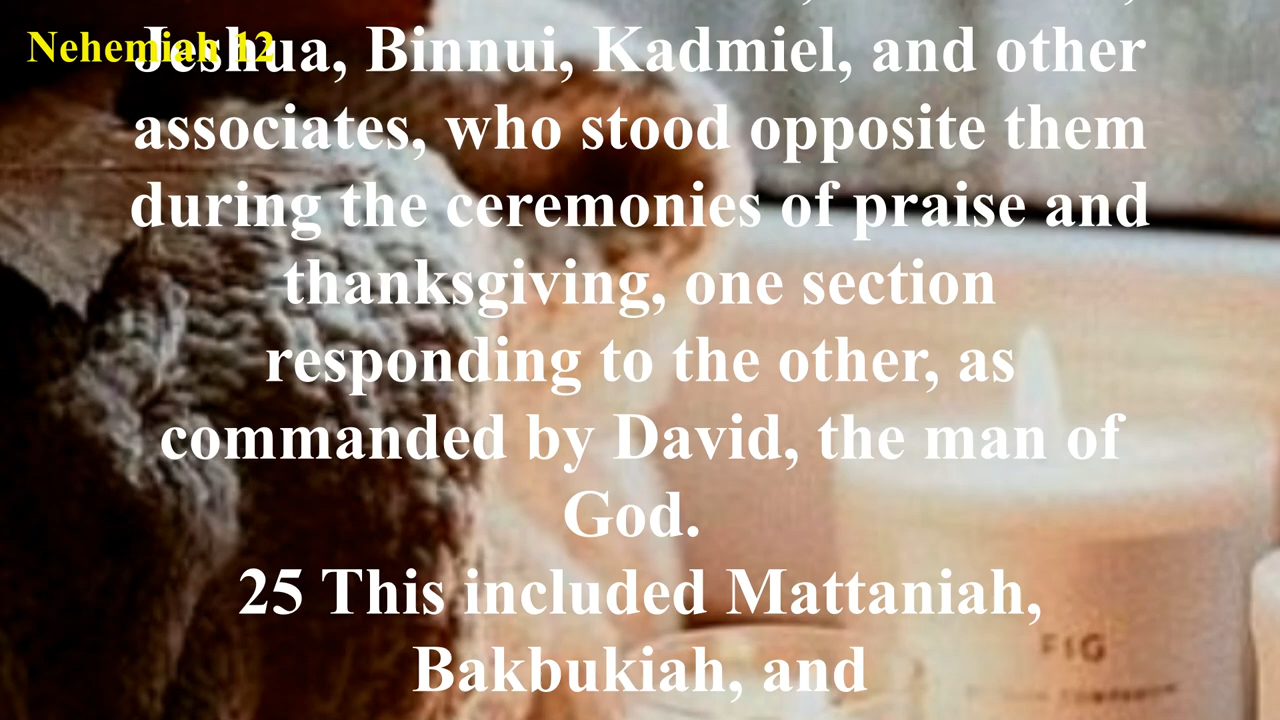 Nehemiah 12
Jeshua, Binnui, Kadmiel, and other
associates, who stood opposite them
during the ceremonies of praise and
thanksgiving, one section
responding to the other, as
commanded by David, the man of
God.
25 This included Mattaniah,
Bakbukiah, and
FIG